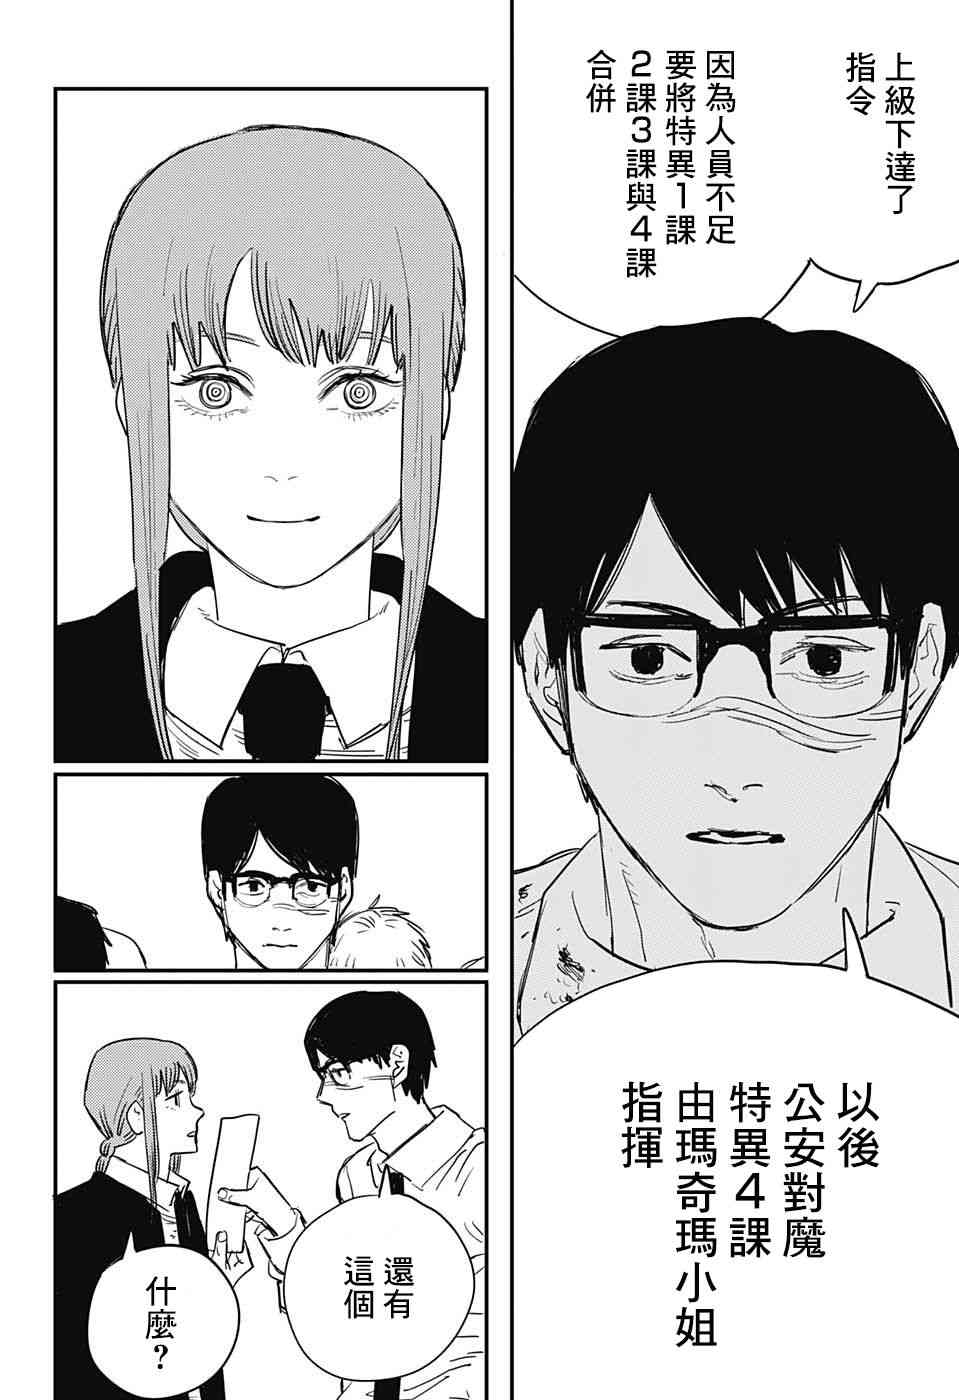 上級下達了
指令
因為人員不足
要將特異1課
2課3課與4課
合併
以後
公安對魔
特異4課
由瑪奇瑪小姐
指揮
還有
這個
什麼？